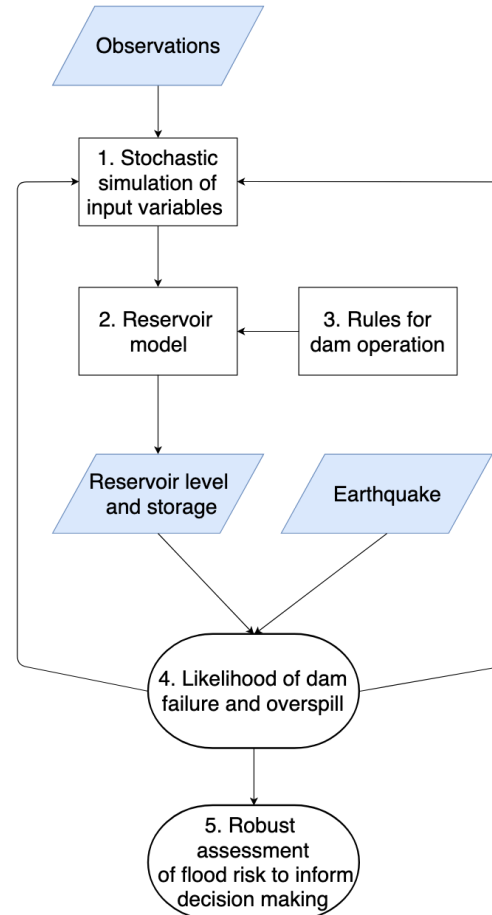 Observations
1. Stochastic
simulation of
input variables
2. Reservoir
model
3. Rules for
dam operation
Reservoir level
and storage
Earthquake
4. Likelihood of dam
failure and overspill
5. Robust
assessment
of flood risk to inform
decision making